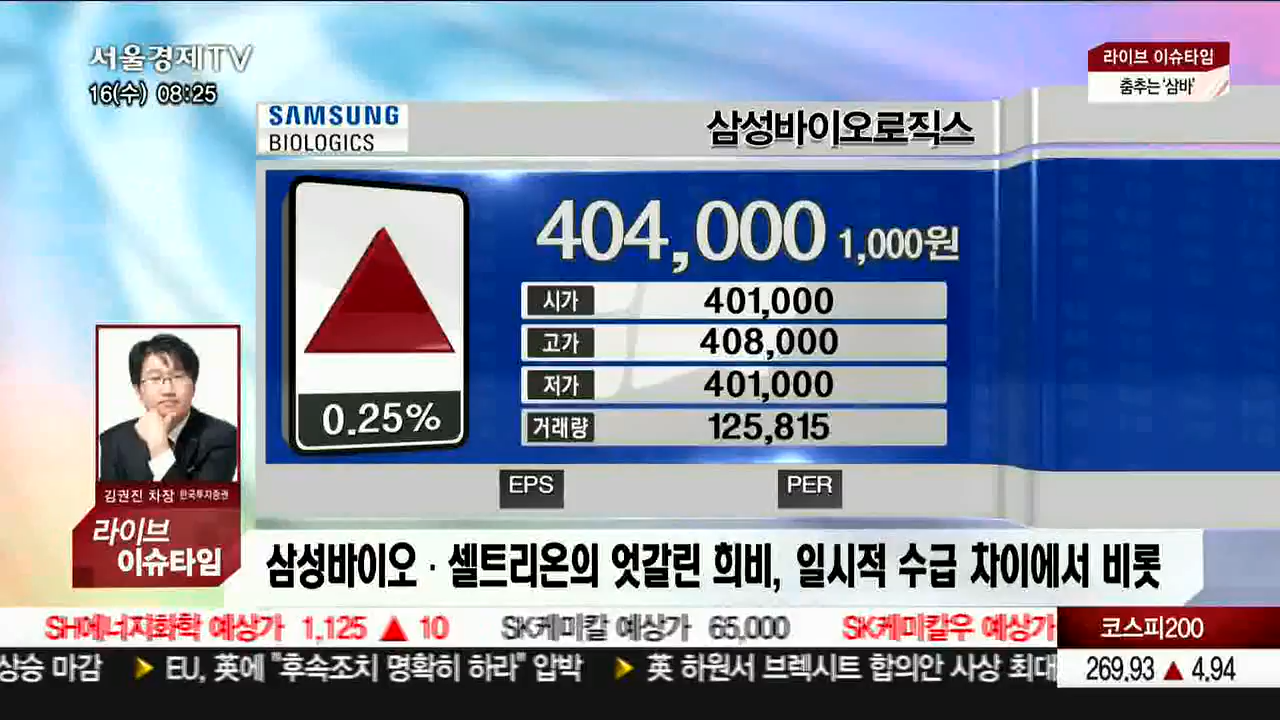 서울경제TV
16(수) 08:25
라이브 이슈타임
춤추는 '삼바'
SAMSUNG
BIOLOGICS
삼성바이오로직스
404,000 1,000원
0.25%
시가 401,000
고가 408,000
저가 401,000
거래량 125,815
EPS PER
김권진 차장 한국투자증권
라이브
이슈타임
삼성바이오·셀트리온의 엇갈린 희비, 일시적 수급 차이에서 비롯
SH에너지화학 예상가 1,125 ▲ 10 SK케미칼 예상가 65,000 SK케미칼우 예상가
코스피200
상승 마감 ▶ EU, 英에 "후속조치 명확히 하라" 압박 ▶ 英 하원서 브렉시트 합의안 사상 최대
269.93 ▲ 4.94